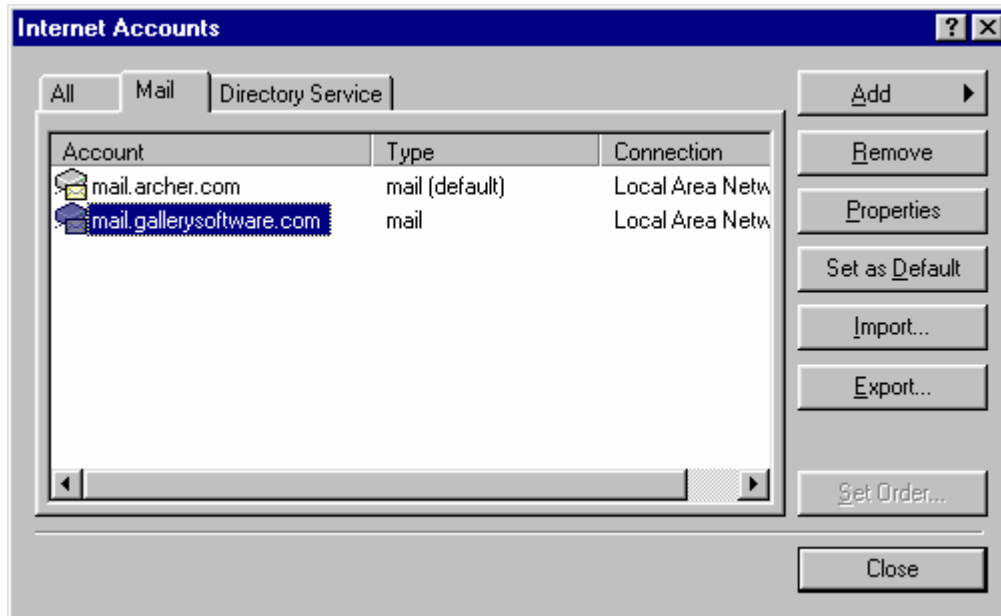 Internet Accounts
All Mail Directory Service
Account Type Connection
mail.archer.com mail (default) Local Area Netw
mail.gallerysoftware.com mail Local Area Netw
Add
Remove
Properties
Set as Default
Import...
Export...
Set Order...
Close